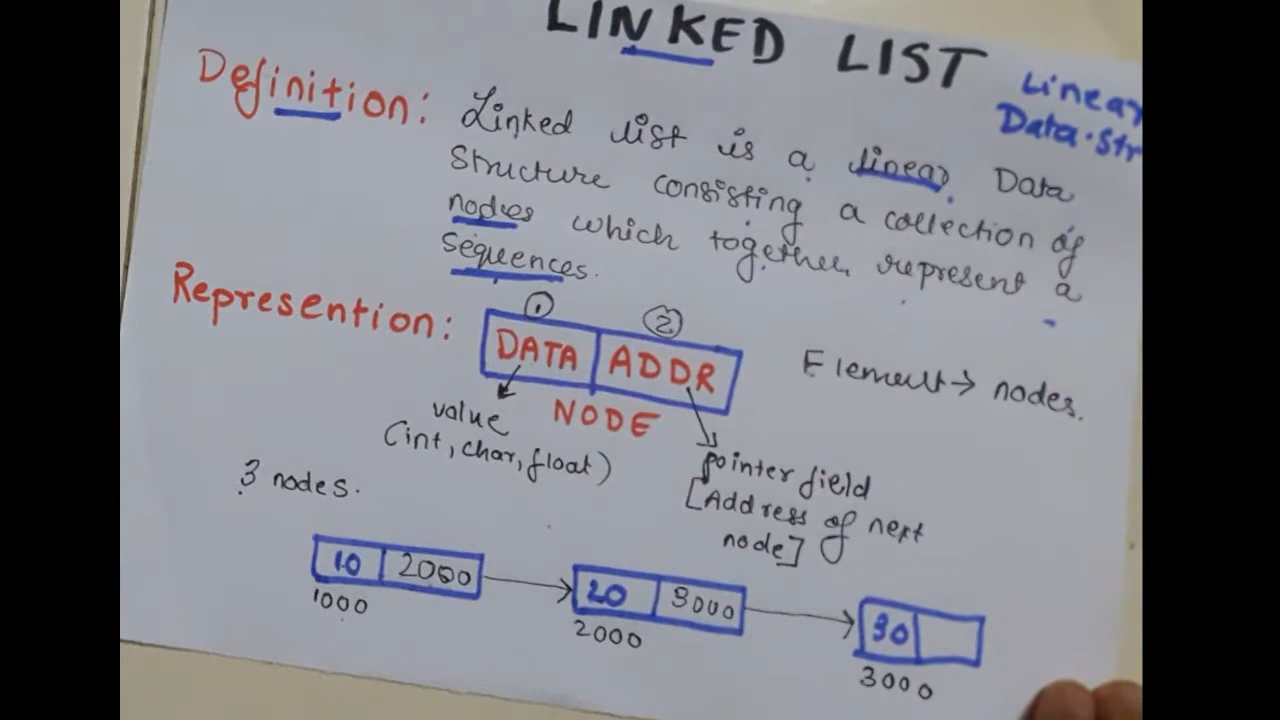 LINKED LIST
Linear
Data. Str
Definition: Linked list is a linear Data
Structure consisting a collection of
nodes which together represent a
sequences.
Represention:
1 2
DATA ADDR
NODE
Element → nodes.
value
(int, char, float)
pointer field
[Address of next
node]
3 nodes.
10 2000
1000
20 3000
2000
30
3000